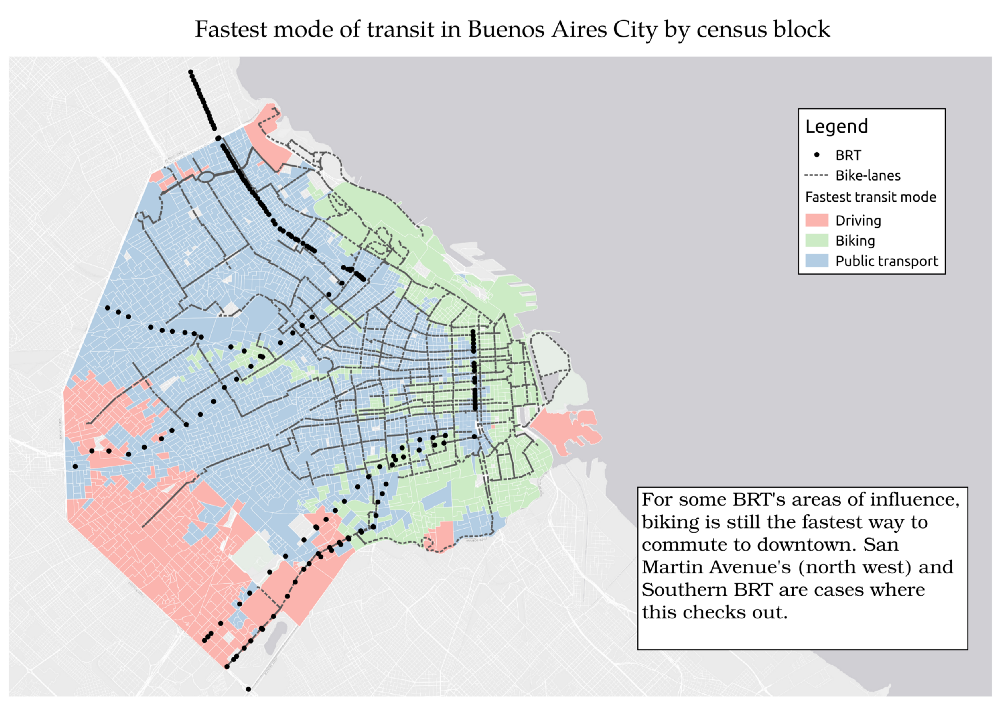 Fastest mode of transit in Buenos Aires City by census block
Legend
BRT
Bike-lanes
Fastest transit mode
Driving
Biking
Public transport
For some BRT's areas of influence,
biking is still the fastest way to
commute to downtown. San
Martin Avenue's (north west) and
Southern BRT are cases where
this checks out.